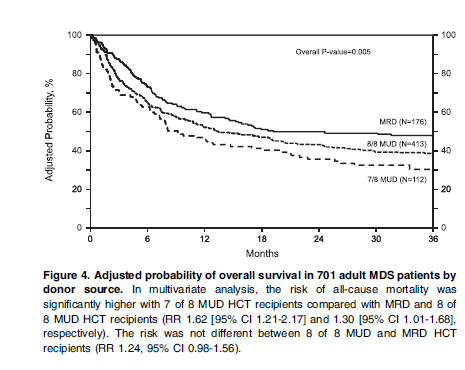 100
100
Overall P-value=0.005
80
80
Adjusted Probability, %
60
60
MRD (N=176)
8/8 MUD (N=413)
40
40
7/8 MUD (N=112)
20
20
0
0
0 6 12 18 24 30 36
Months
Figure 4. Adjusted probability of overall survival in 701 adult MDS patients by
donor source. In multivariate analysis, the risk of all-cause mortality was
significantly higher with 7 of 8 MUD HCT recipients compared with MRD and 8 of
8 MUD HCT recipients (RR 1.62 [95% CI 1.21-2.17] and 1.30 [95% CI 1.01-1.68],
respectively). The risk was not different between 8 of 8 MUD and MRD HCT
recipients (RR 1.24, 95% CI 0.98-1.56).